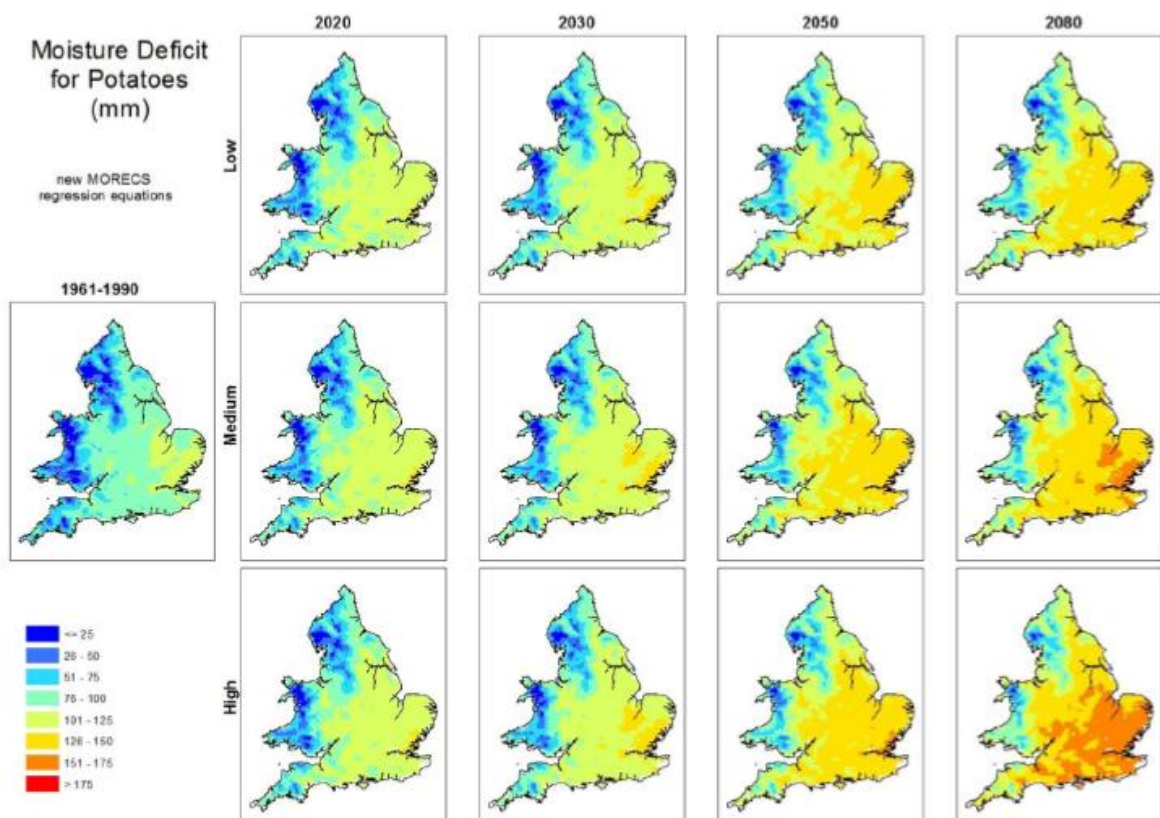 Moisture Deficit
for Potatoes
(mm)
new MORECS
regression equations
2020
2030
2050
2080
Low
1961-1990
Medium
High
<= 25
26 - 50
51 - 75
76 - 100
101 - 125
126 - 150
151 - 175
> 175